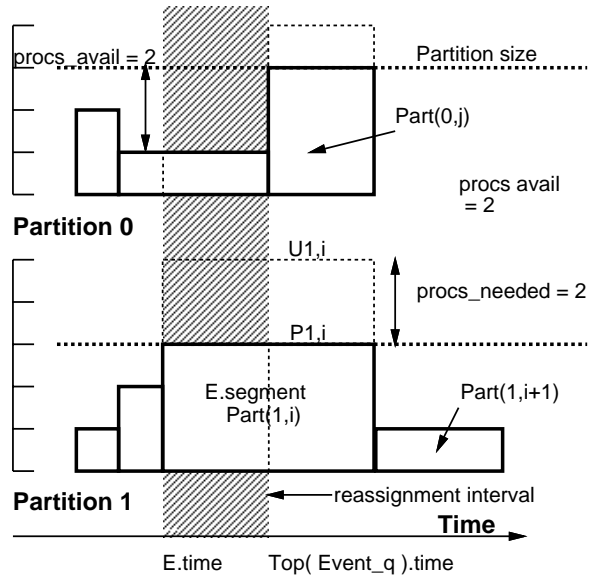 procs_avail = 2
Partition size
Part(0,j)
procs avail
= 2
Partition 0
U1,i
procs_needed = 2
P1,i
E.segment
Part(1,i)
Part(1,i+1)
reassignment interval
Partition 1
Time
E.time
Top( Event_q ).time